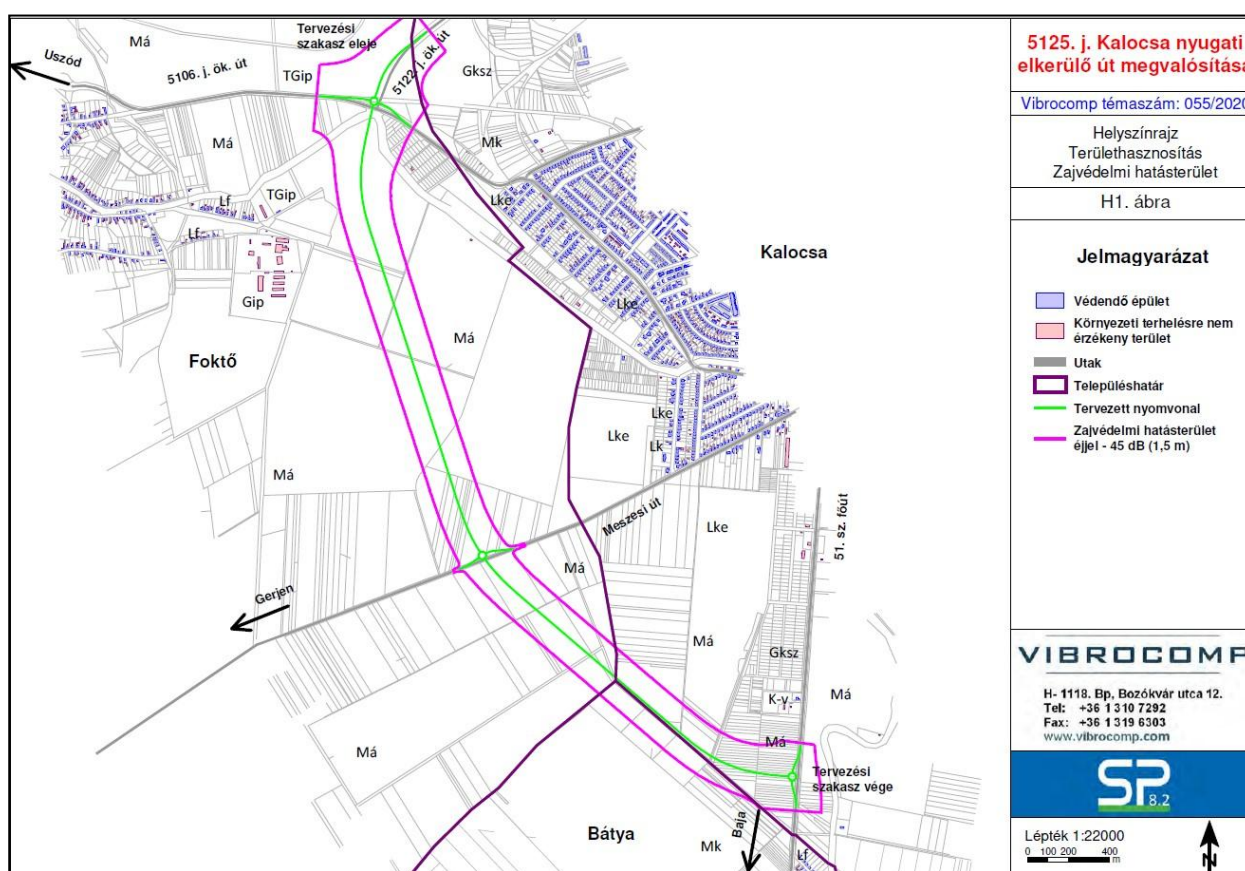 Má
Tervezési
szakasz eleje
Uszód
5106. j. ök. út
TGip
5122. j. ök. út
Gksz
Má
Mk
Lf
TGip
Lke
Lf
Kalocsa
Gip
Lke
Má
Foktő
Lke
Lke
Lk
Má
Meszesi út
Lke
51. sz. főút
Má
Gerjen
Má
Gksz
K-v
Má
Má
Má
Tervezési
szakasz vége
Bátya
Baja
Mk
Lf
5125. j. Kalocsa nyugati
elkerülő út megvalósítása
Vibrocomp témaszám: 055/2020
Helyszínrajz
Területhasznosítás
Zajvédelmi hatásterület
H1. ábra
Jelmagyarázat
Védendő épület
Környezeti terhelésre nem
érzékeny terület
Utak
Településhatár
Tervezett nyomvonal
Zajvédelmi hatásterület
éjjel - 45 dB (1,5 m)
VIBROCOMP
H- 1118. Bp, Bozókvár utca 12.
Tel: +36 1 310 7292
Fax: +36 1 319 6303
www.vibrocomp.com
SP
8.2
Lépték 1:22000
0 100 200 400
m
N